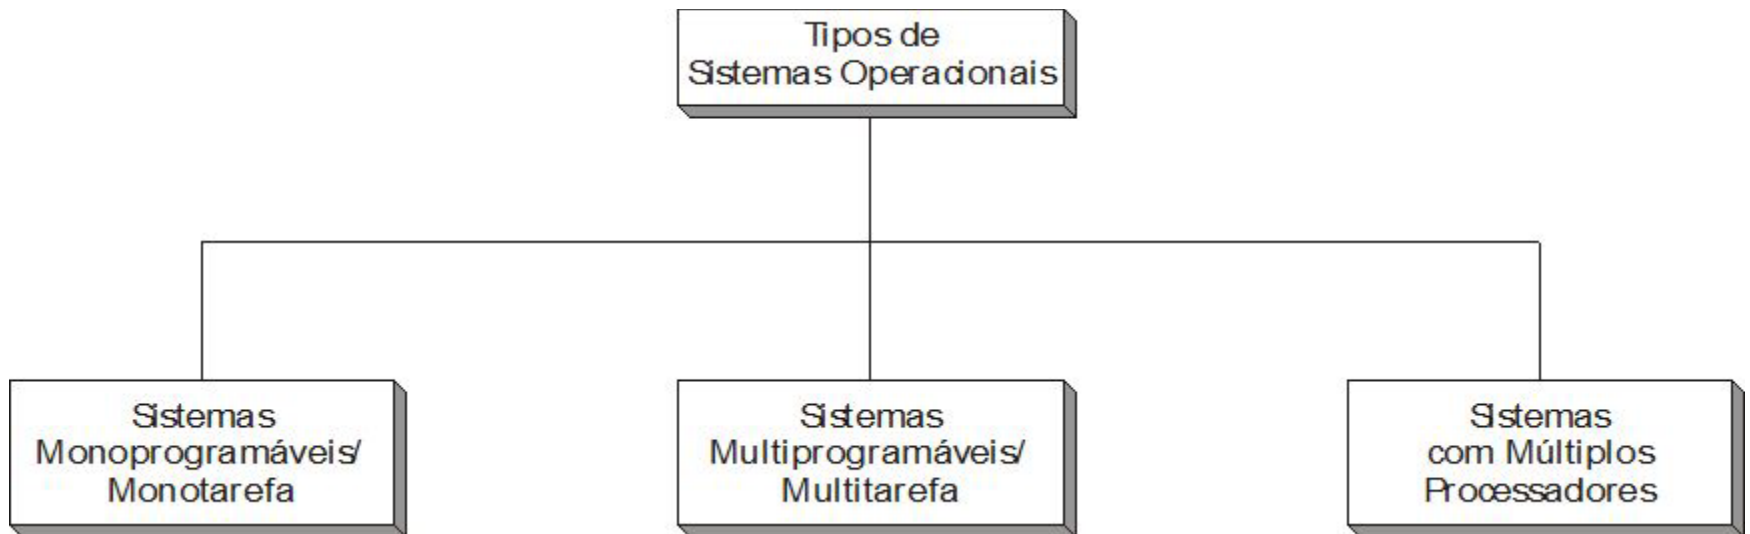 Tipos de
Sistemas Operacionais
Sistemas
Monoprogramáveis/
Monotarefa
Sistemas
Multiprogramáveis/
Multitarefa
Sistemas
com Múltiplos
Processadores